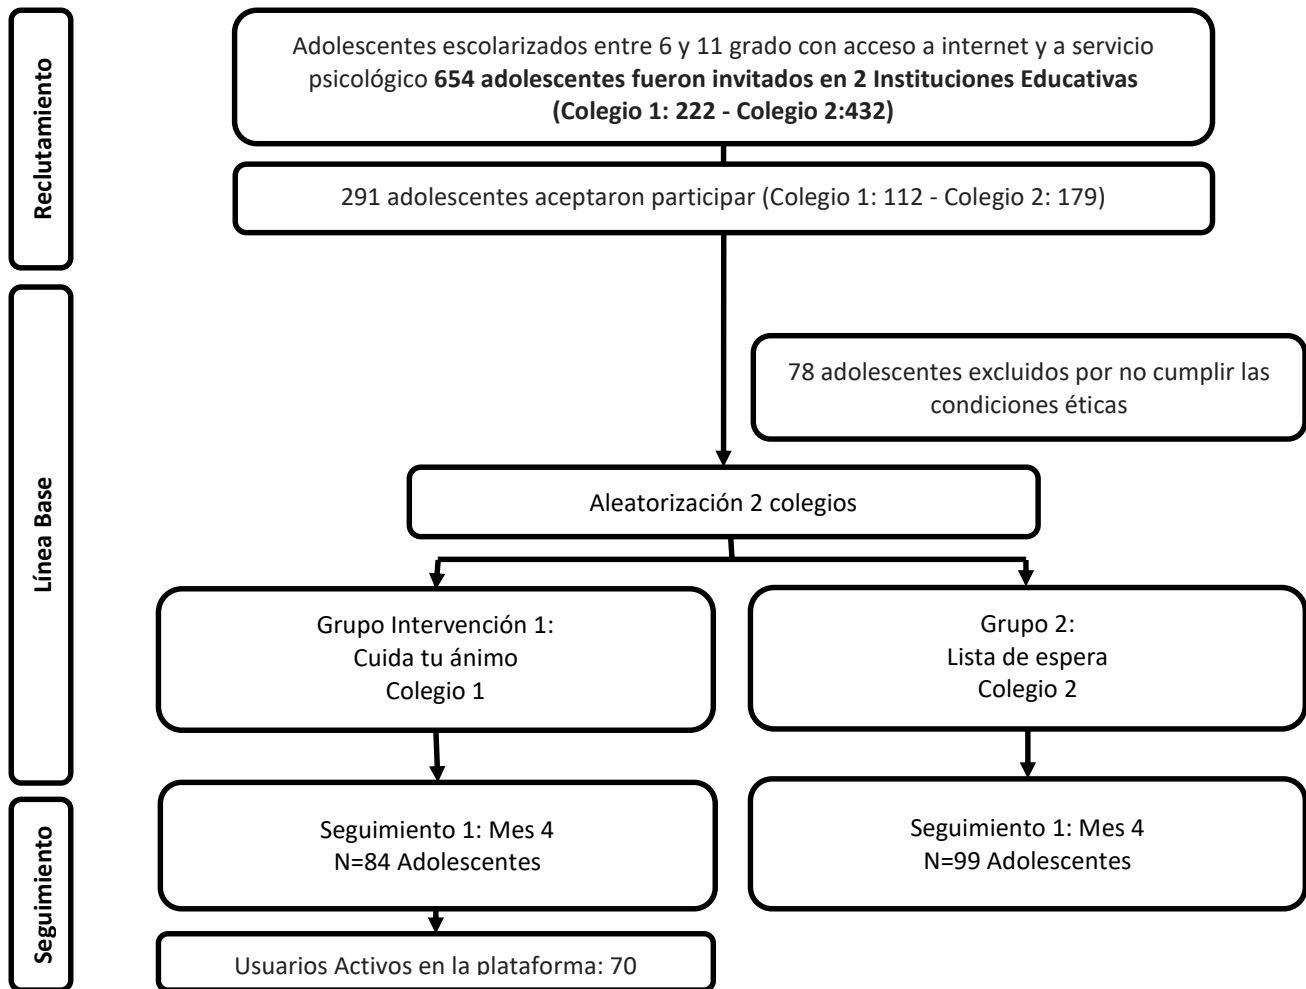 Reclutamiento
Adolescentes escolarizados entre 6 y 11 grado con acceso a internet y a servicio
psicológico 654 adolescentes fueron invitados en 2 Instituciones Educativas
(Colegio 1: 222 - Colegio 2:432)
291 adolescentes aceptaron participar (Colegio 1: 112 - Colegio 2: 179)
Línea Base
78 adolescentes excluidos por no cumplir las
condiciones éticas
Aleatorización 2 colegios
Grupo Intervención 1:
Cuida tu ánimo
Colegio 1
Grupo 2:
Lista de espera
Colegio 2
Seguimiento
Seguimiento 1: Mes 4
N=84 Adolescentes
Seguimiento 1: Mes 4
N=99 Adolescentes
Usuarios Activos en la plataforma: 70